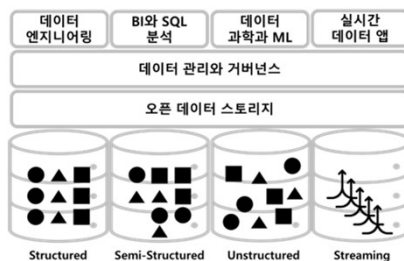 데이터
엔지니어링
BI와 SQL
분석
데이터
과학과 ML
실시간
데이터 앱
데이터 관리와 거버넌스
오픈 데이터 스토리지
Structured
Semi-Structured
Unstructured
Streaming